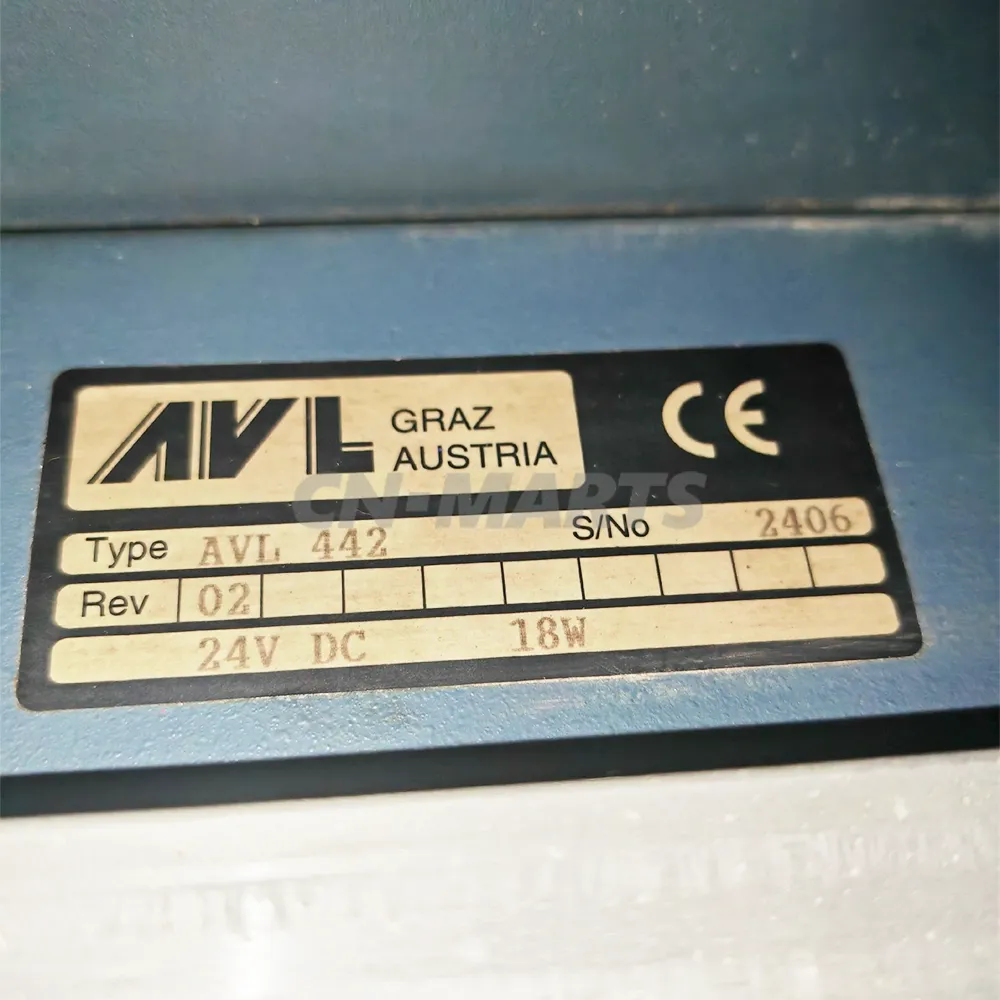 AVL GRAZ
AUSTRIA
CE
CN-MARTS
Type AVL 442 S/No 2406
Rev 02
24V DC 18W